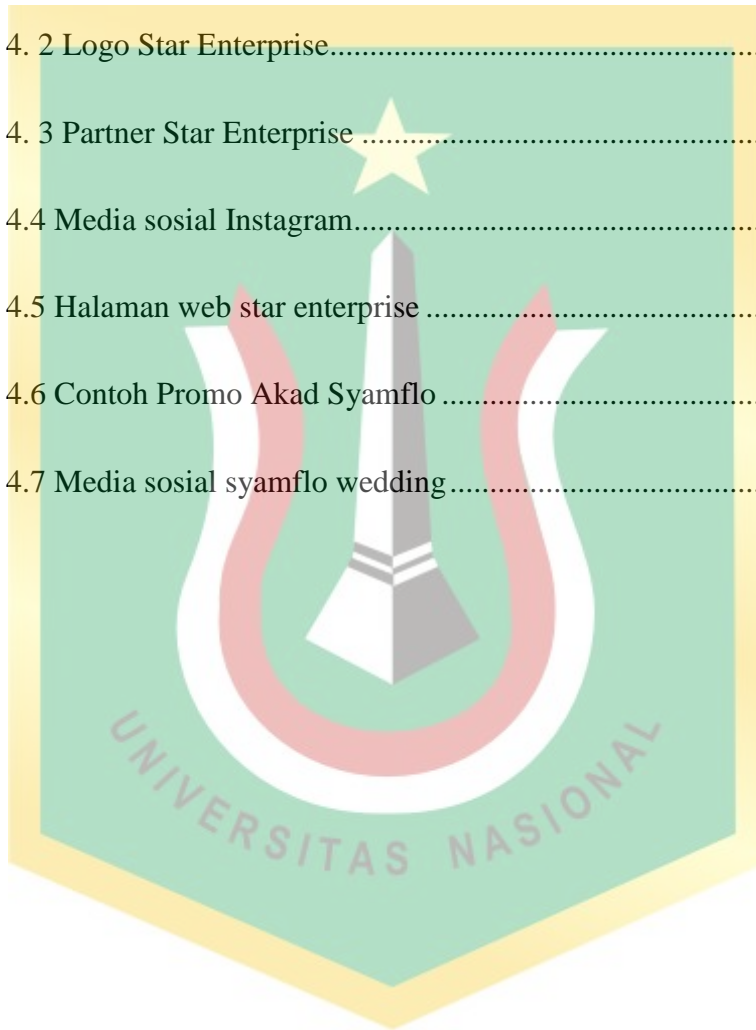 4. 2 Logo Star Enterprise..................................................
4. 3 Partner Star Enterprise ..............................................
4.4 Media sosial Instagram...............................................
4.5 Halaman web star enterprise .......................................
4.6 Contoh Promo Akad Syamflo .....................................
4.7 Media sosial syamflo wedding....................................
UNIVERSITAS NASIONAL